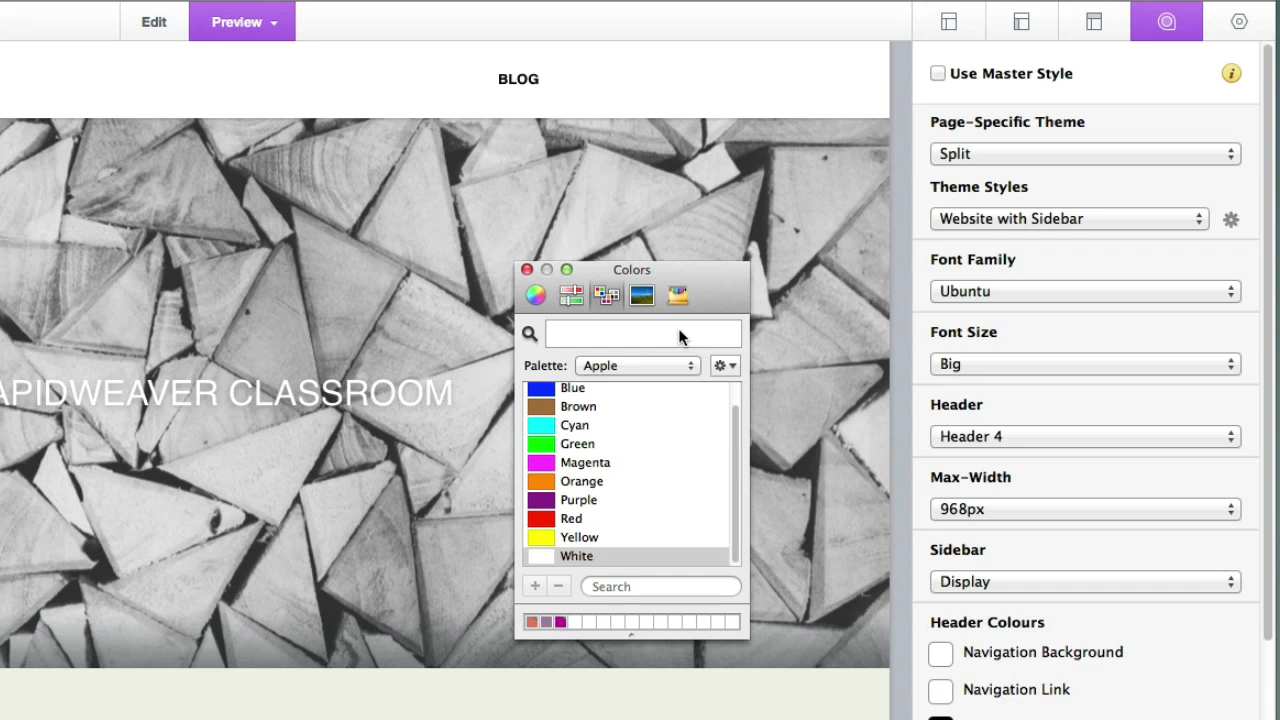 Edit
Preview
BLOG
APIDWEAVER CLASSROOM
Colors
Palette: Apple
Blue
Brown
Cyan
Green
Magenta
Orange
Purple
Red
Yellow
White
Search
Use Master Style
i
Page-Specific Theme
Split
Theme Styles
Website with Sidebar
Font Family
Ubuntu
Font Size
Big
Header
Header 4
Max-Width
968px
Sidebar
Display
Header Colours
Navigation Background
Navigation Link